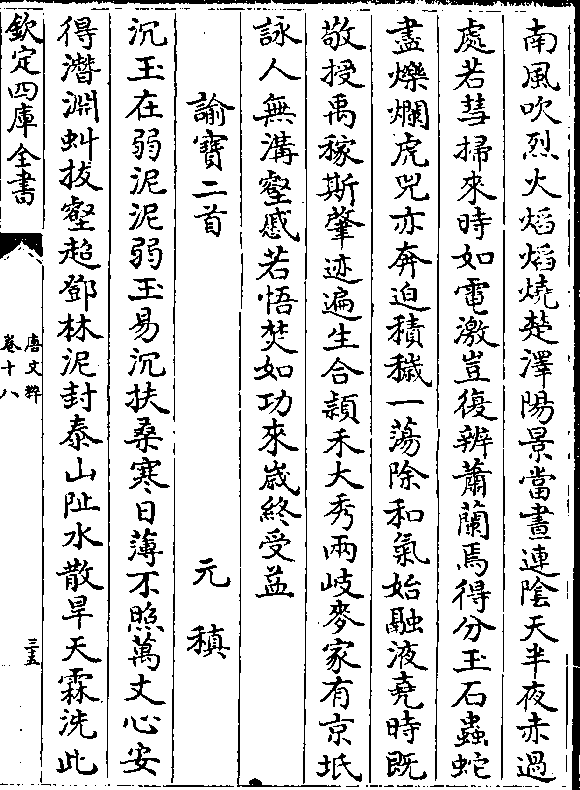 南風吹烈火熖熖燒楚澤陽景當晝連陰天半夜赤過
處若彗掃來時如電激豈復辨蕭蘭焉得分玉石蟲蛇
盡爍爛虎兕亦奔迫積穢一蕩除和氣始融液堯時既
敬授禹稼斯肇迹遍生合頴禾大秀兩岐麥家有京坻
詠人無溝壑慼若悟焚如功來歲終受益
諭寶二首 元稹
沉玉在弱泥泥弱玉易沉扶桑寒日薄不照萬丈心安
得潛淵虯拔壑超鄧林泥封泰山阯水散旱天霖洗此
欽定四庫全書
唐文粹
卷十八
三五